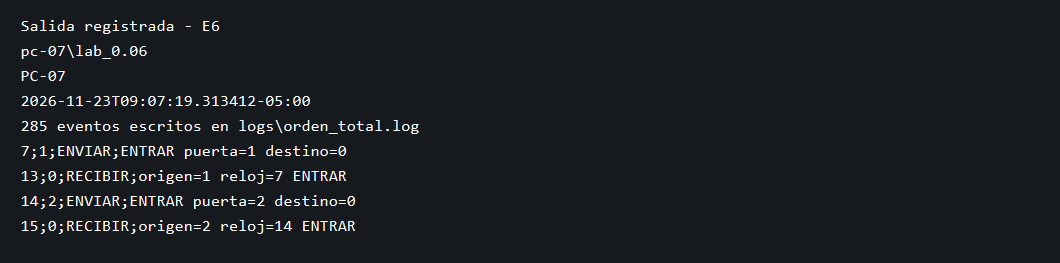 Salida registrada - E6
pc-07\lab_0.06
PC-07
2026-11-23T09:07:19.313412-05:00
285 eventos escritos en logs\orden_total.log
7;1;ENVIAR;ENTRAR puerta=1 destino=0
13;0;RECIBIR;origen=1 reloj=7 ENTRAR
14;2;ENVIAR;ENTRAR puerta=2 destino=0
15;0;RECIBIR;origen=2 reloj=14 ENTRAR